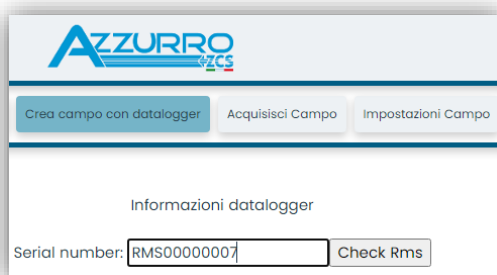 AZZURRO
ZCS
Crea campo con datalogger Acquisisci Campo Impostazioni Campo
Informazioni datalogger
Serial number: RMS00000007 Check Rms